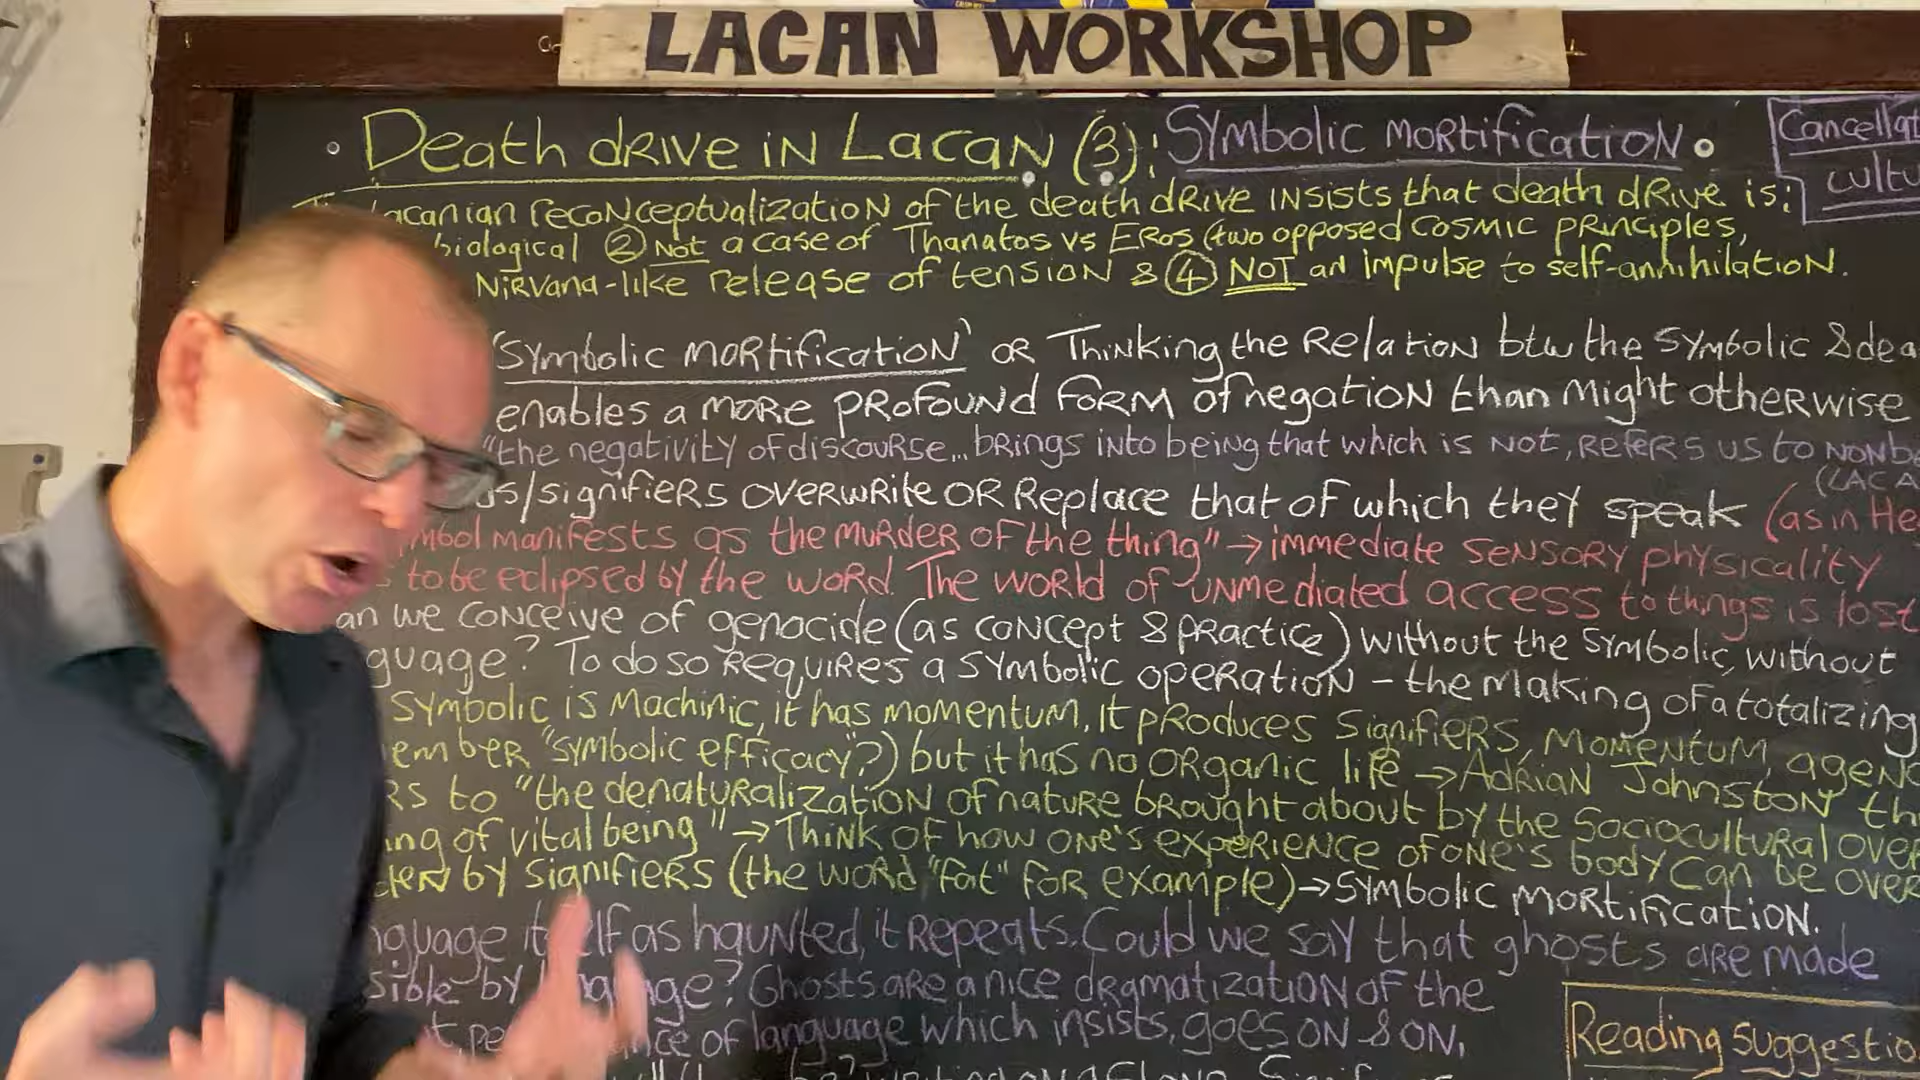 LACAN WORKSHOP
Death drive in Lacan (3): Symbolic mortification.
Cancellat
cultu
Lacanian reconceptualization of the death drive insists that death drive is:
biological ② Not a case of Thanatos vs Eros (two opposed cosmic principles,
Nirvana-like release of tension & ④ NOT an impulse to self-annihilation.
'Symbolic mortification' or Thinking the Relation btw the symbolic & dea
enables a more profound form of negation than might otherwise
"the negativity of discourse... brings into being that which is not, refers us to nonb
(LACA
s/signifiers overwrite or replace that of which they speak (as in He
mbol manifests as the murder of the thing" → immediate sensory physicality
to be eclipsed by the word. The world of unmediated access to things is lost
an we conceive of genocide (as concept & practice) without the symbolic, without
guage? To do so requires a symbolic operation - the making of a totalizing
Symbolic is machinic, it has momentum, it produces signifiers, momentum, agenc
ember "symbolic efficacy"?) but it has no organic life → Adrian Johnston th
rs to "the denaturalization of nature brought about by the sociocultural over
ing of vital being" → Think of how one's experience of one's body can be over
ten by signifiers (the word "fat" for example) → symbolic mortification.
nguage itself as haunted, it repeats. Could we say that ghosts are made
sible by language? Ghosts are a nice dramatization of the
nce of language which insists, goes on & on,
Reading suggestio